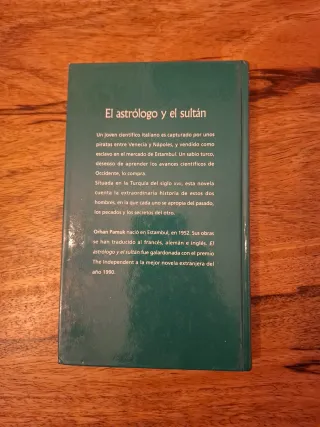 El astrólogo y el sultán
Un joven científico italiano es capturado por unos
piratas entre Venecia y Nápoles, y vendido como
esclavo en el mercado de Estambul. Un sabio turco,
deseoso de aprender los avances científicos de
Occidente, lo compra.
Situada en la Turquía del siglo XVII, esta novela
cuenta la extraordinaria historia de estos dos
hombres, en la que cada uno se apropia del pasado,
los pecados y los secretos del otro.
Orhan Pamuk nació en Estambul, en 1952. Sus obras
se han traducido al francés, alemán e inglés. El
astrólogo y el sultán fue galardonada con el premio
The Independent a la mejor novela extranjera del
año 1990.